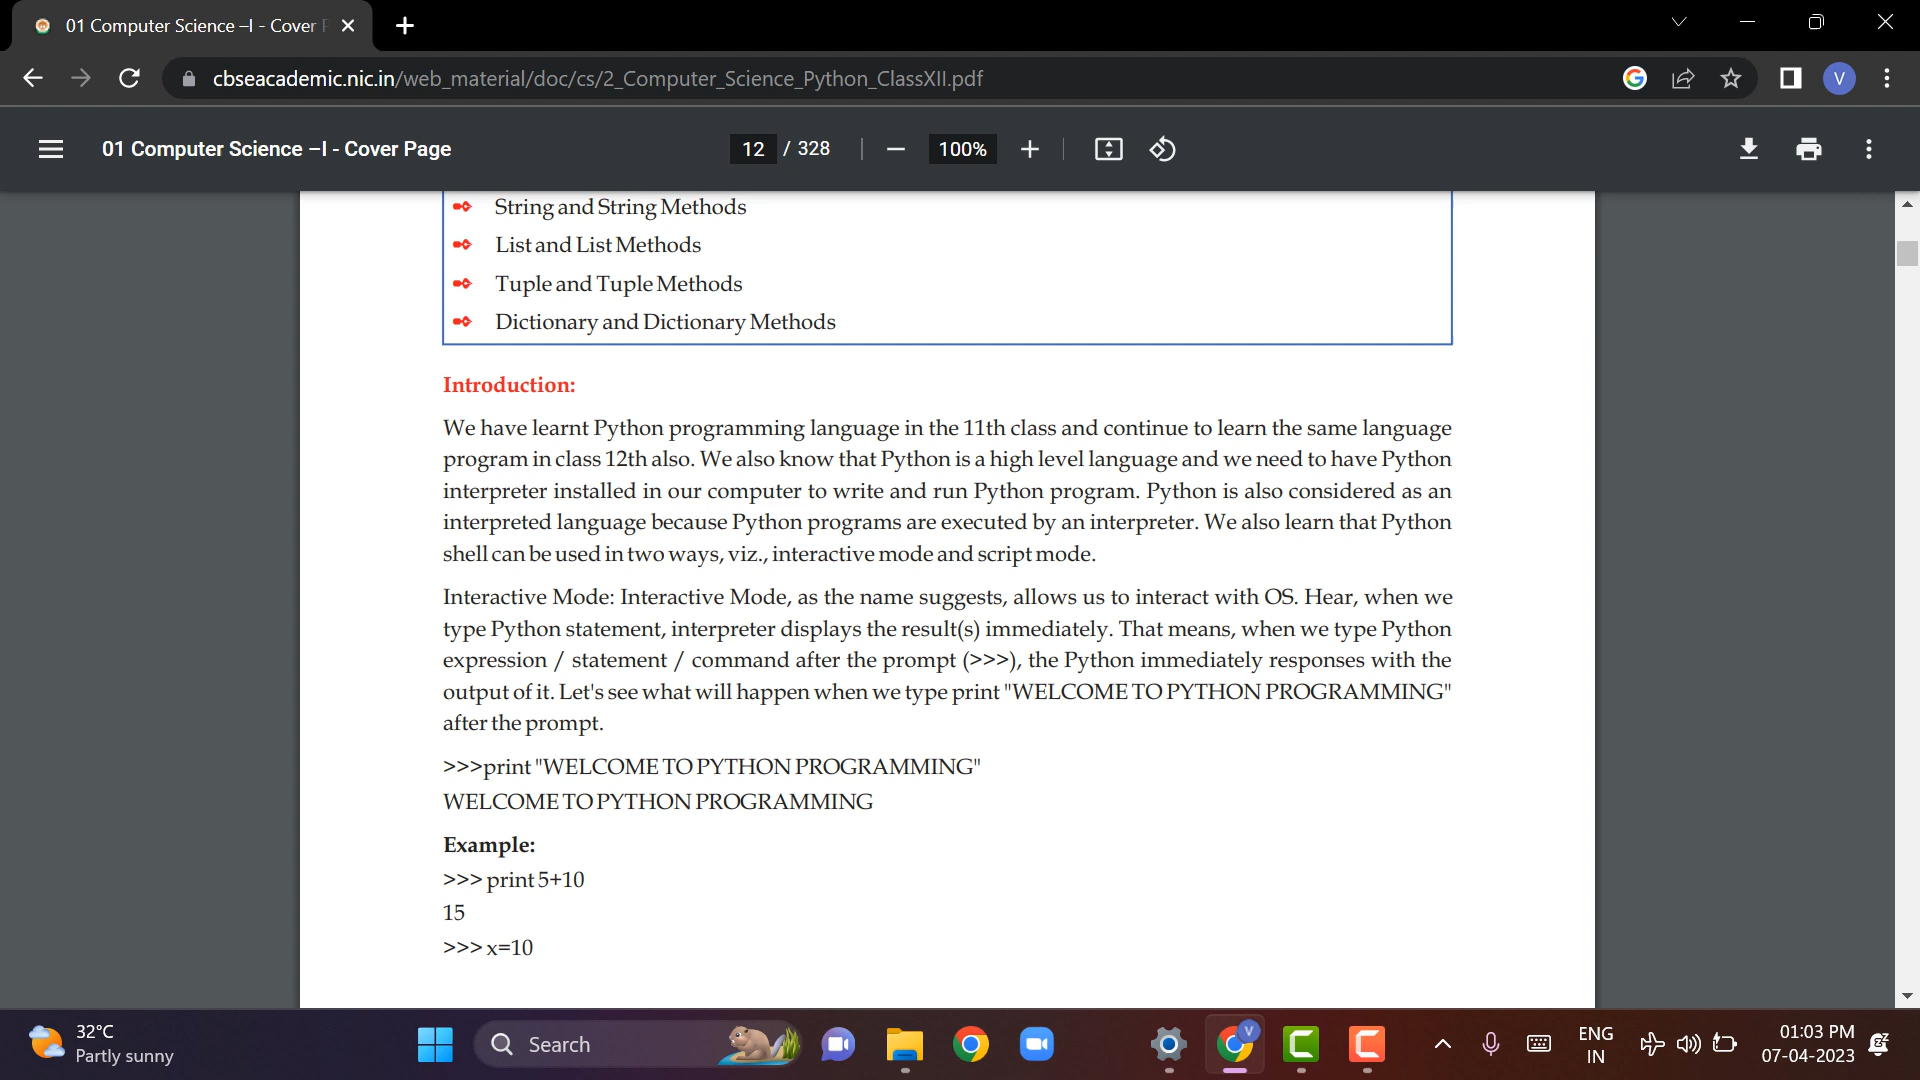 01 Computer Science –I - Cover P
cbseacademic.nic.in/web_material/doc/cs/2_Computer_Science_Python_ClassXII.pdf
V
01 Computer Science –I - Cover Page
12 / 328
100%
String and String Methods
List and List Methods
Tuple and Tuple Methods
Dictionary and Dictionary Methods
Introduction:
We have learnt Python programming language in the 11th class and continue to learn the same language
program in class 12th also. We also know that Python is a high level language and we need to have Python
interpreter installed in our computer to write and run Python program. Python is also considered as an
interpreted language because Python programs are executed by an interpreter. We also learn that Python
shell can be used in two ways, viz., interactive mode and script mode.
Interactive Mode: Interactive Mode, as the name suggests, allows us to interact with OS. Hear, when we
type Python statement, interpreter displays the result(s) immediately. That means, when we type Python
expression / statement / command after the prompt (>>>), the Python immediately responses with the
output of it. Let's see what will happen when we type print "WELCOME TO PYTHON PROGRAMMING"
after the prompt.
>>>print "WELCOME TO PYTHON PROGRAMMING"
WELCOME TO PYTHON PROGRAMMING
Example:
>>> print 5+10
15
>>> x=10
32°C
Partly sunny
Search
V
ENG
IN
01:03 PM
07-04-2023